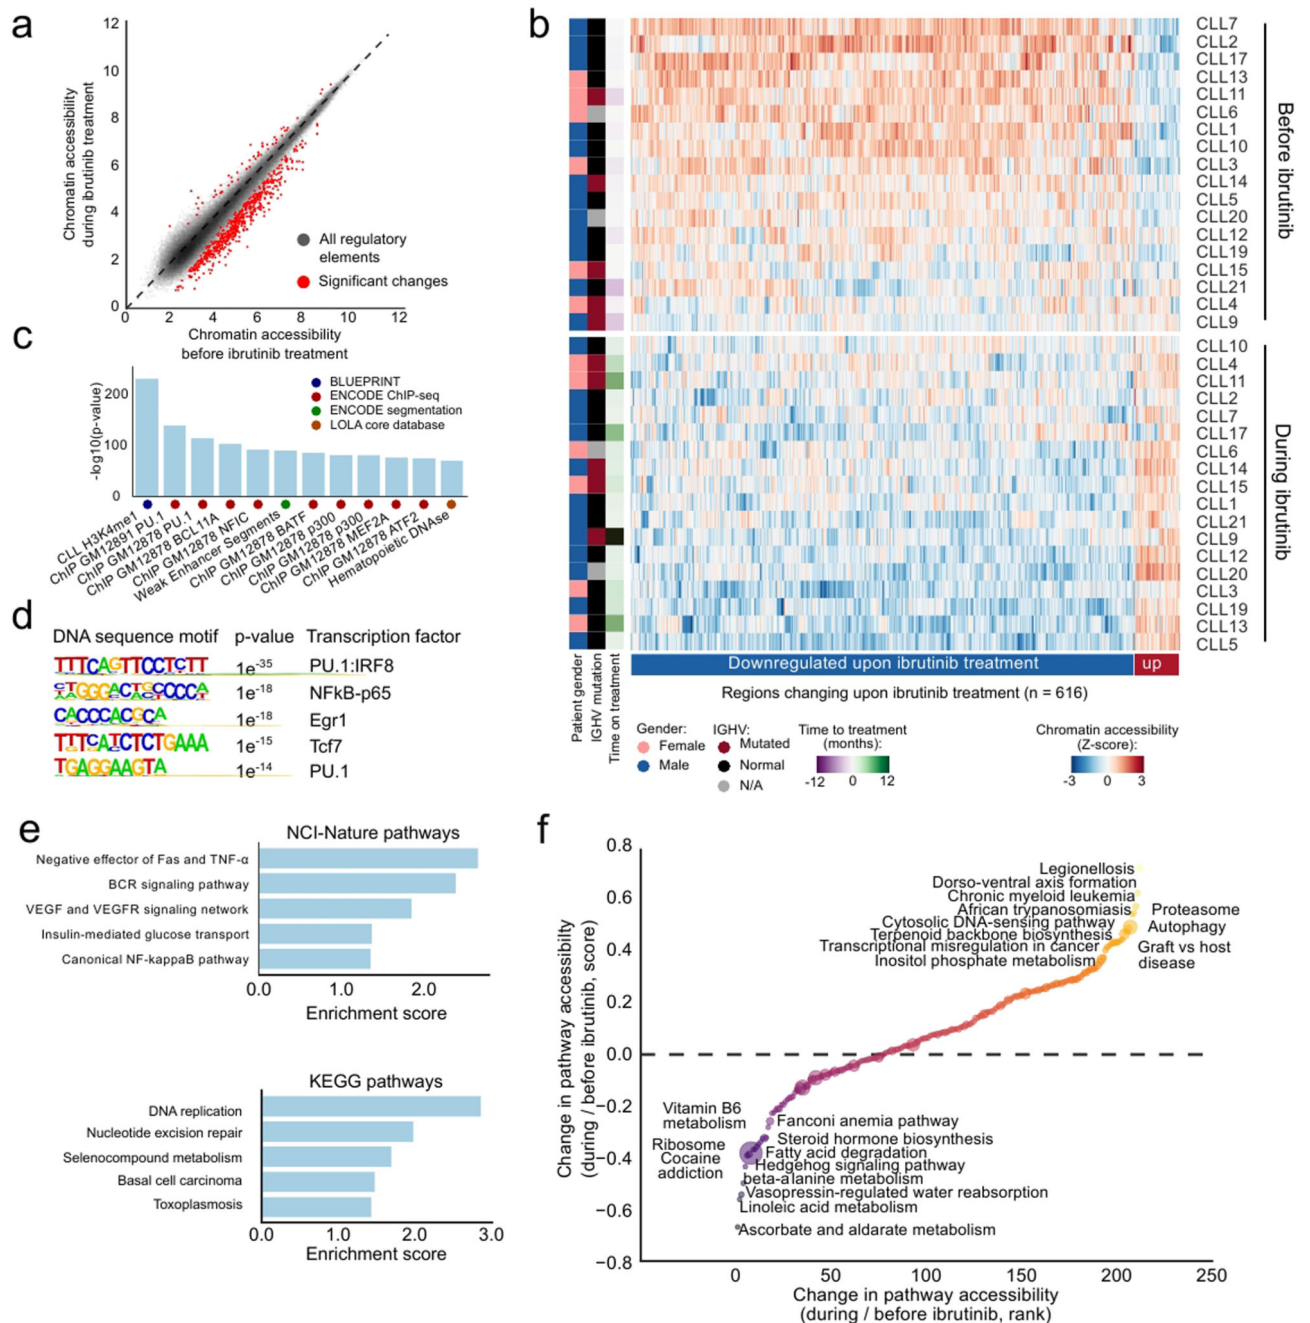 a
12
10
8
6
4
2
0
Chromatin accessibility
during ibrutinib treatment
All regulatory
elements
Significant changes
0 2 4 6 8 10 12
Chromatin accessibility
before ibrutinib treatment
b
CLL7
CLL2
CLL17
CLL13
CLL11
CLL6
CLL1
CLL10
CLL3
CLL14
CLL5
CLL20
CLL12
CLL19
CLL15
CLL21
CLL4
CLL9
Before ibrutinib
CLL10
CLL4
CLL11
CLL2
CLL7
CLL17
CLL6
CLL14
CLL15
CLL1
CLL21
CLL9
CLL12
CLL20
CLL3
CLL19
CLL13
CLL5
During ibrutinib
Downregulated upon ibrutinib treatment up
Regions changing upon ibrutinib treatment (n = 616)
Patient gender
IGHV mutation
Time on treatment
Gender:
Female
Male
IGHV:
Mutated
Normal
N/A
Time to treatment
(months):
-12 0 12
Chromatin accessibility
(Z-score):
-3 0 3
c
-log10(p-value)
200
100
0
BLUEPRINT
ENCODE ChIP-seq
ENCODE segmentation
LOLA core database
CLL H3K4me1
ChIP GM12891 PU.1
ChIP GM12878 PU.1
ChIP GM12878 BCL11A
ChIP GM12878 NFIC
Weak Enhancer Segments
ChIP GM12878 BATF
ChIP GM12878 p300
ChIP GM12878 p300
ChIP GM12878 MEF2A
ChIP GM12878 ATF2
Hematopoietic DNAse
d
DNA sequence motif p-value Transcription factor
TTTCAGTTCCTCTT 1e-35 PU.1:IRF8
1e-18 NFkB-p65
CACCCACGCA 1e-18 Egr1
TTTCATCTCTGAAA 1e-15 Tcf7
TGAGGAAGTA 1e-14 PU.1
e
NCI-Nature pathways
Negative effector of Fas and TNF-α
BCR signaling pathway
VEGF and VEGFR signaling network
Insulin-mediated glucose transport
Canonical NF-kappaB pathway
0.0 1.0 2.0
Enrichment score
KEGG pathways
DNA replication
Nucleotide excision repair
Selenocompound metabolism
Basal cell carcinoma
Toxoplasmosis
0.0 1.0 2.0 3.0
Enrichment score
f
Change in pathway accessibility
(during / before ibrutinib, score)
0.8
0.6
0.4
0.2
0.0
−0.2
−0.4
−0.6
−0.8
Legionellosis
Dorso-ventral axis formation
Chronic myeloid leukemia
African trypanosomiasis
Cytosolic DNA-sensing pathway
Terpenoid backbone biosynthesis
Transcriptional misregulation in cancer
Inositol phosphate metabolism
Proteasome
Autophagy
Graft vs host
disease
Vitamin B6
metabolism
Ribosome
Cocaine
addiction
Fanconi anemia pathway
Steroid hormone biosynthesis
Fatty acid degradation
Hedgehog signaling pathway
beta-alanine metabolism
Vasopressin-regulated water reabsorption
Linoleic acid metabolism
Ascorbate and aldarate metabolism
0 50 100 150 200 250
Change in pathway accessibility
(during / before ibrutinib, rank)